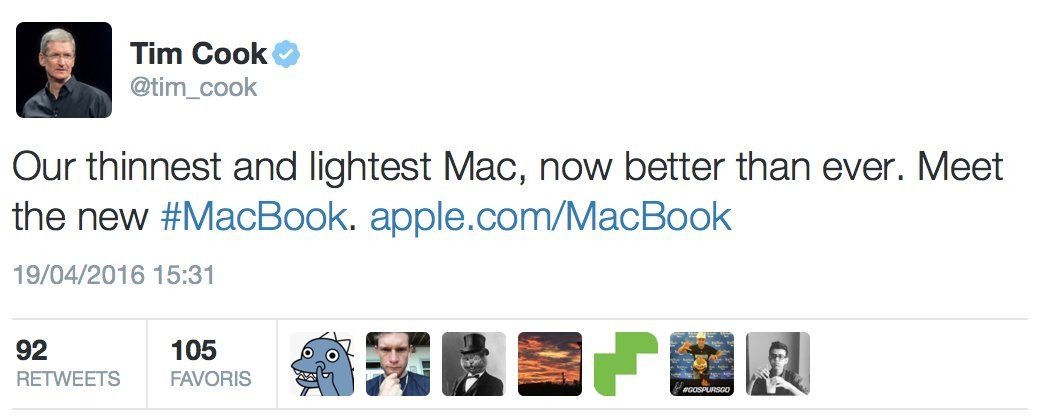 Tim Cook
@tim_cook
Our thinnest and lightest Mac, now better than ever. Meet
the new #MacBook. apple.com/MacBook
19/04/2016 15:31
92
RETWEETS
105
FAVORIS
#GOSPURSGO